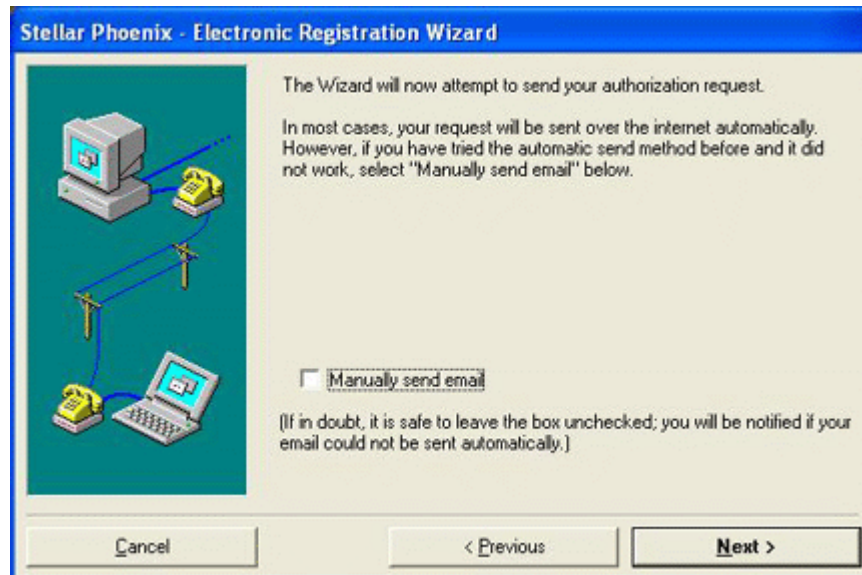 Stellar Phoenix - Electronic Registration Wizard
The Wizard will now attempt to send your authorization request.
In most cases, your request will be sent over the internet automatically.
However, if you have tried the automatic send method before and it did
not work, select "Manually send email" below.
Manually send email
(If in doubt, it is safe to leave the box unchecked; you will be notified if your
email could not be sent automatically.)
Cancel
< Previous
Next >